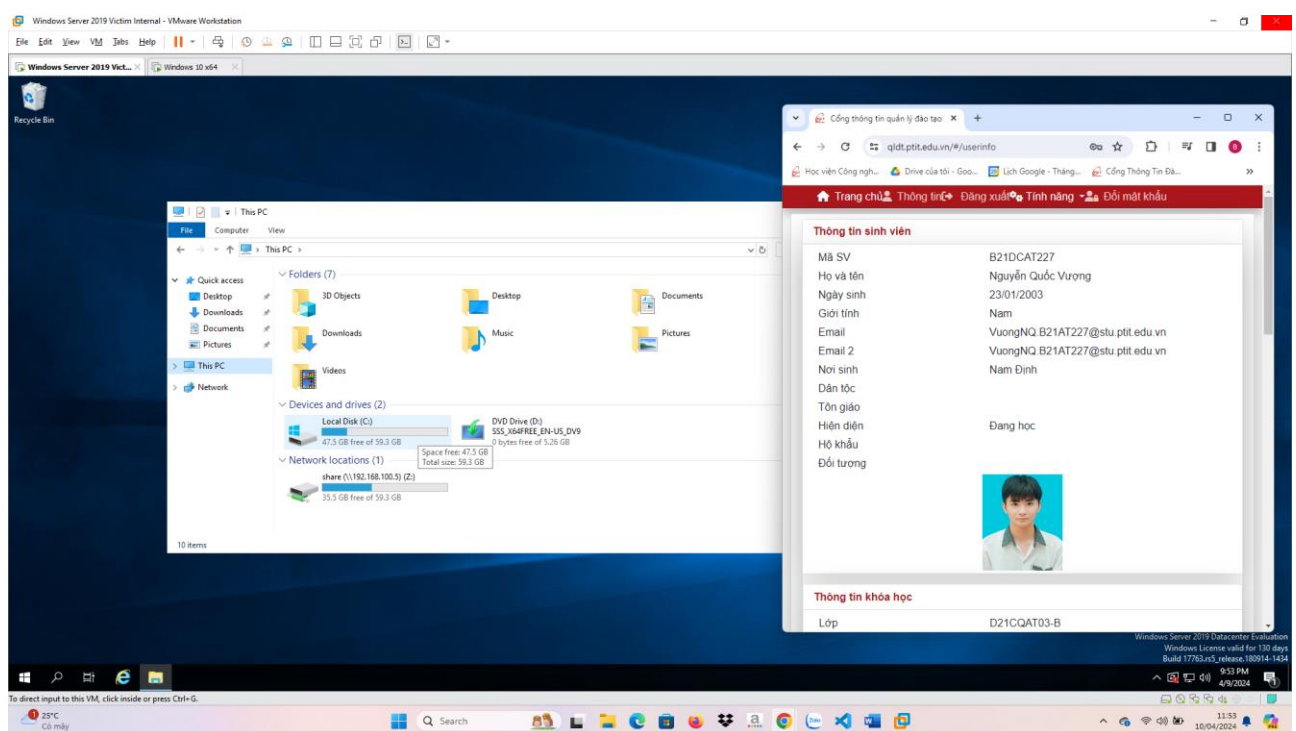 Windows Server 2019 Victim Internal - VMware Workstation
File Edit View VM Tabs Help
Windows Server 2019 Vict... Windows 10 x64
Recycle Bin
This PC
File Computer View
This PC
Quick access
Desktop
Downloads
Documents
Pictures
This PC
Network
Folders (7)
3D Objects Desktop Documents
Downloads Music Pictures
Videos
Devices and drives (2)
Local Disk (C:)
47.5 GB free of 59.3 GB
DVD Drive (D:)
SSS_X64FREE_EN-US_DV9
0 bytes free of 5.26 GB
Space free: 47.5 GB
Total size: 59.3 GB
Network locations (1)
share (\\192.168.100.5) (Z:)
35.5 GB free of 59.3 GB
10 items
Cổng thông tin quản lý đào tạo
qldt.ptit.edu.vn/#/userinfo
B
Học viện Công ngh... Drive của tôi - Goo... Lịch Google - Tháng... Cổng Thông Tin Đà...
Trang chủ Thông tin Đăng xuất Tính năng Đổi mật khẩu
Thông tin sinh viên
Mã SV B21DCAT227
Họ và tên Nguyễn Quốc Vượng
Ngày sinh 23/01/2003
Giới tính Nam
Email VuongNQ.B21AT227@stu.ptit.edu.vn
Email 2 VuongNQ.B21AT227@stu.ptit.edu.vn
Nơi sinh Nam Định
Dân tộc
Tôn giáo
Hiện diện Đang học
Hộ khẩu
Đối tượng
Thông tin khóa học
Lớp D21CQAT03-B
Windows Server 2019 Datacenter Evaluation
Windows License valid for 130 days
Build 17763.rs5_release.180914-1434
9:53 PM
4/9/2024
To direct input to this VM, click inside or press Ctrl+G.
1
25°C
Có mây
Search
Zalo
11:53
10/04/2024